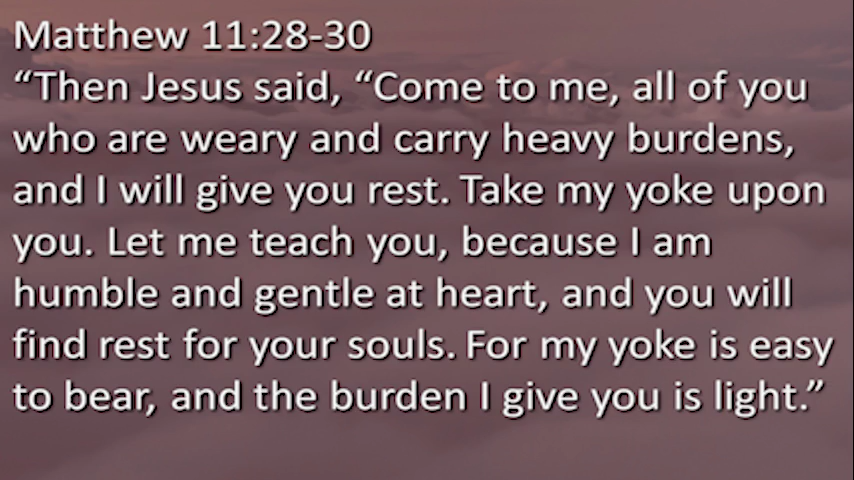 Matthew 11:28-30
“Then Jesus said, “Come to me, all of you
who are weary and carry heavy burdens,
and I will give you rest. Take my yoke upon
you. Let me teach you, because I am
humble and gentle at heart, and you will
find rest for your souls. For my yoke is easy
to bear, and the burden I give you is light.”